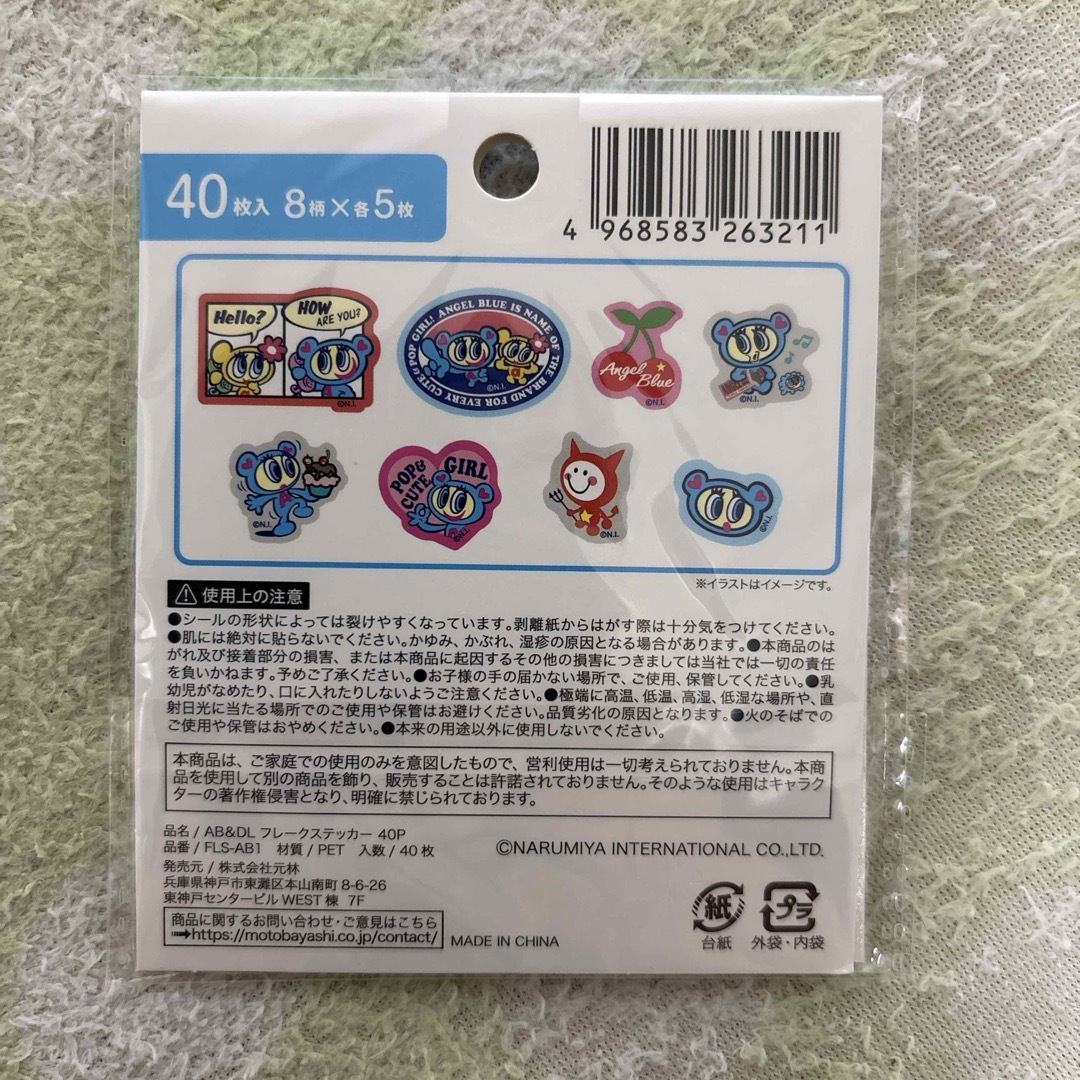 40枚入 8柄×各5枚
4 968583 263211
Hello?
HOW
ARE YOU?
©N.I.
POP GIRL! ANGEL BLUE IS NAME OF THE BRAND FOR EVERY CUTE &
©N.I.
Angel
Blue
©N.I.
©N.I.
©N.I.
POP&
CUTE
GIRL
©N.I.
©N.I.
©N.I.
※イラストはイメージです。
使用上の注意
●シールの形状によっては裂けやすくなっています。剥離紙からはがす際は十分気をつけてください。
●肌には絶対に貼らないでください。かゆみ、かぶれ、湿疹の原因となる場合があります。●本商品のは
がれ及び接着部分の損害、または本商品に起因するその他の損害につきましては当社では一切の責任
を負いかねます。予めご了承ください。●お子様の手の届かない場所で、ご使用、保管してください。●乳
幼児がなめたり、口に入れたりしないようご注意ください。●極端に高温、低温、高湿、低湿な場所や、直
射日光に当たる場所でのご使用や保管はお避けください。品質劣化の原因となります。●火のそばでの
ご使用や保管はおやめください。●本来の用途以外に使用しないでください。
本商品は、ご家庭での使用のみを意図したもので、営利使用は一切考えられておりません。本商
品を使用して別の商品を飾り、販売することは許諾されておりません。そのような使用はキャラク
ターの著作権侵害となり、明確に禁じられております。
品名/AB&DL フレークステッカー 40P
品番/FLS-AB1 材質/PET 入数/40枚
©NARUMIYA INTERNATIONAL CO.,LTD.
発売元/株式会社元林
兵庫県神戸市東灘区本山南町 8-6-26
東神戸センタービル WEST 棟 7F
商品に関するお問い合わせ・ご意見はこちら
➡https://motobayashi.co.jp/contact/
MADE IN CHINA
紙
台紙
プラ
外袋・内袋